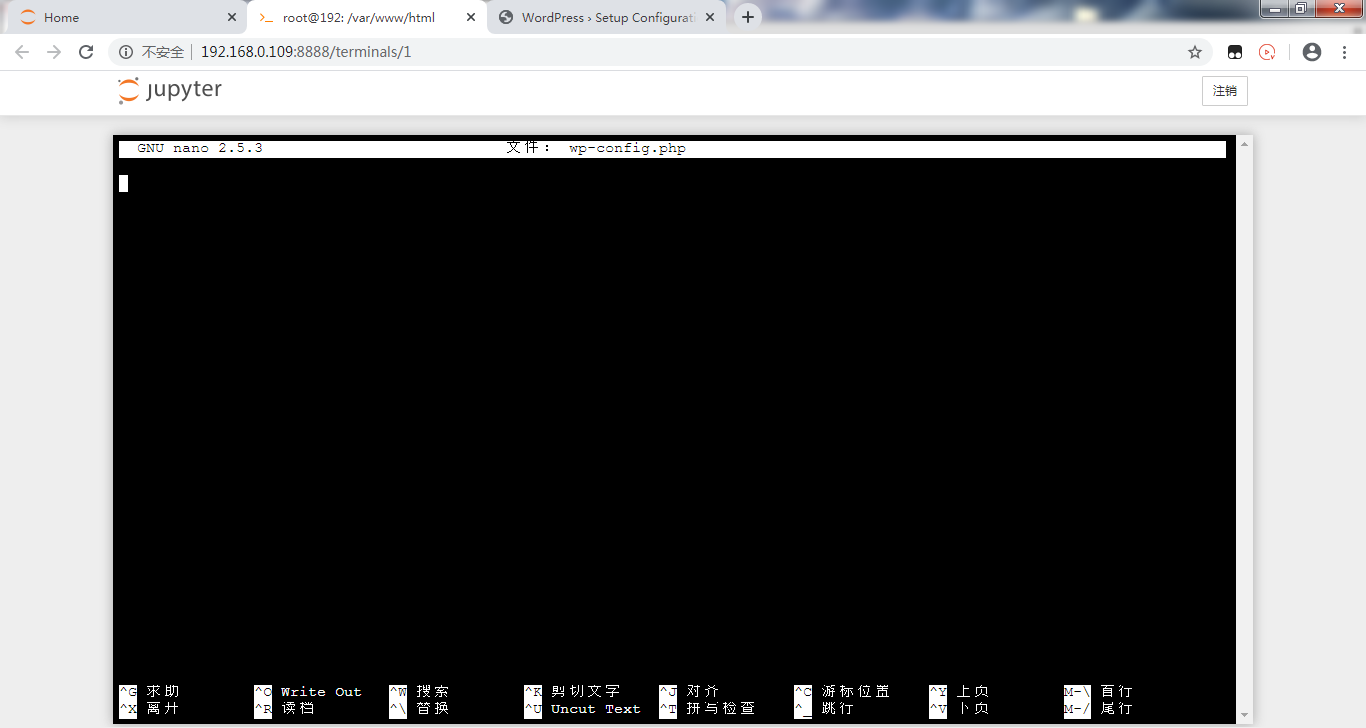 Home
root@192: /var/www/html
WordPress › Setup Configurati
不安全
192.168.0.109:8888/terminals/1
jupyter
注销
GNU nano 2.5.3 文件： wp-config.php
^G 求助 ^O Write Out ^W 搜索 ^K 剪切文字 ^J 对齐 ^C 游标位置 ^Y 上页 M-\ 首行
^X 离开 ^R 读档 ^\ 替换 ^U Uncut Text ^T 拼写检查 ^_ 跳行 ^V 下页 M-/ 尾行